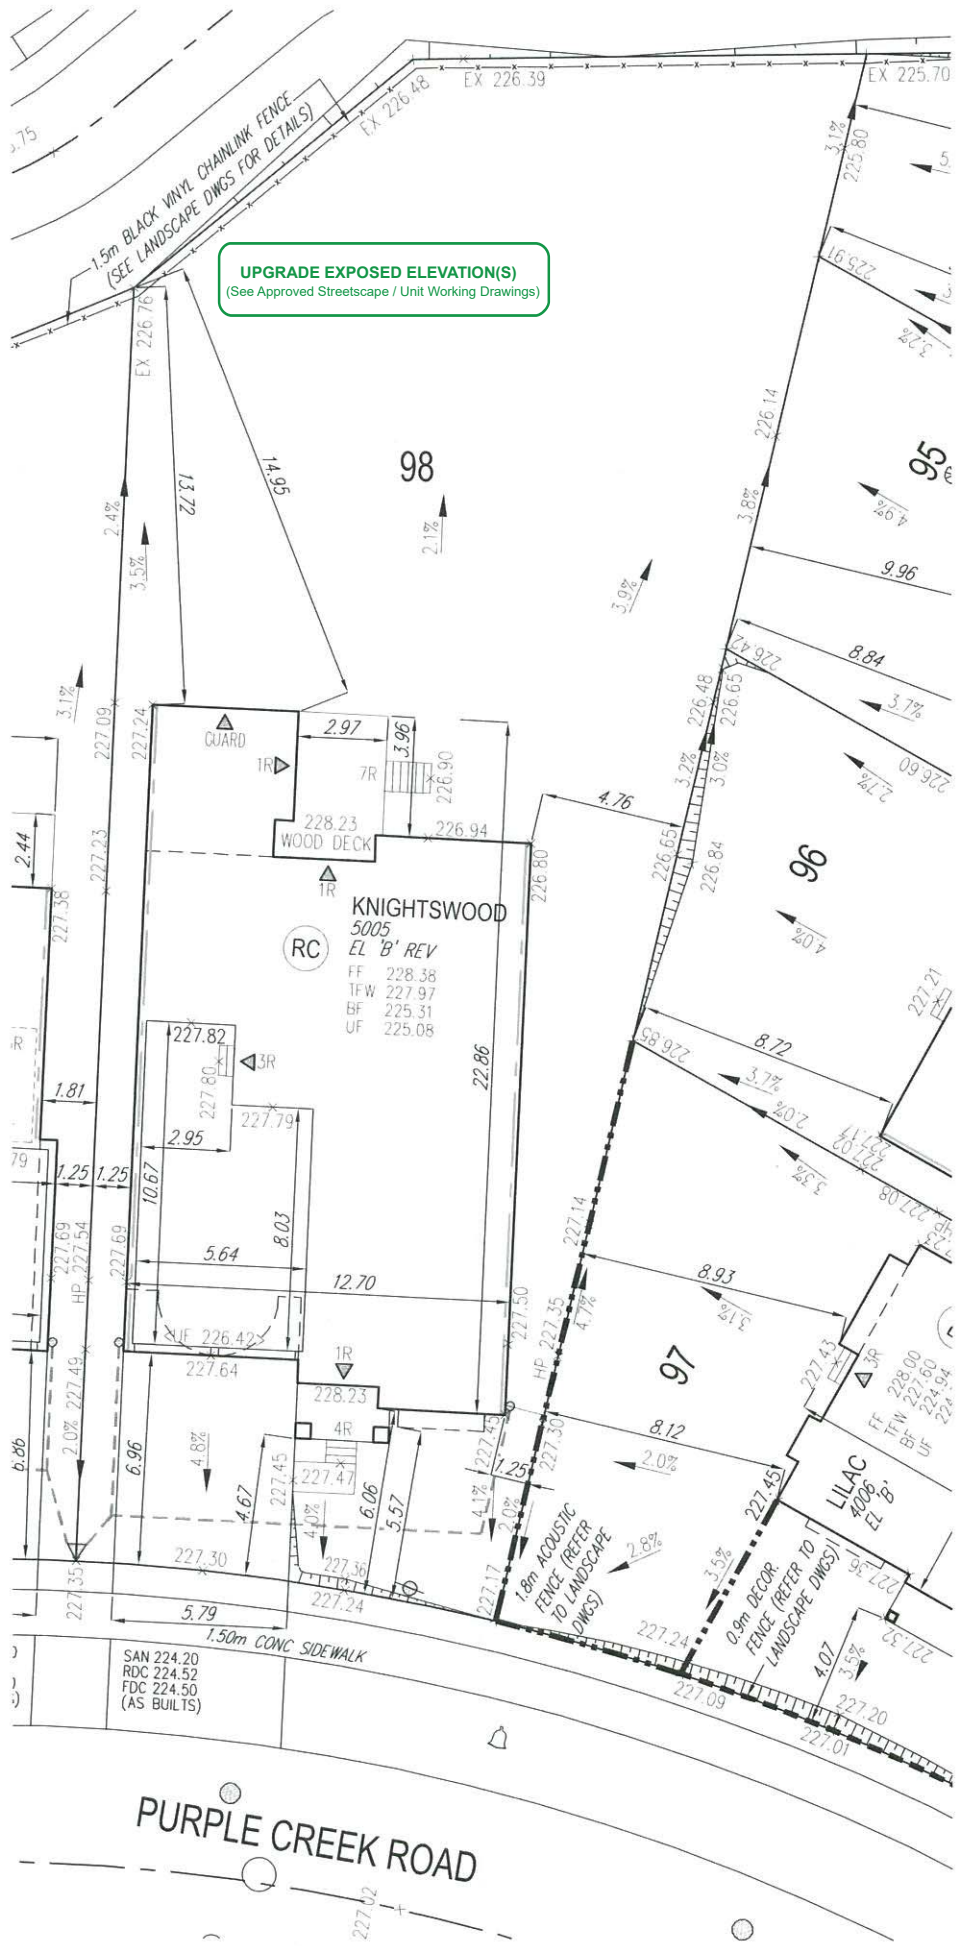 EX 226.48
EX 226.39
EX 225.70
.75
1.5m BLACK VINYL CHAINLINK FENCE
(SEE LANDSCAPE DWGS FOR DETAILS)
3.1%
225.80
5.
UPGRADE EXPOSED ELEVATION(S)
(See Approved Streetscape / Unit Working Drawings)
225.91
EX 226.76
3.2%
226.14
98
95
13.72
14.95
2.4%
3.5%
2.1%
3.8%
4.9%
9.96
3.9%
226.42
8.84
3.1%
227.09
227.24
226.48
226.65
3.7%
GUARD
1R
2.97
3.96
7R
226.90
3.2%
3.0%
2.7%
226.60
4.76
2.44
227.23
228.23
WOOD DECK
226.94
226.80
226.65
226.84
96
1R
227.38
KNIGHTSWOOD
5005
EL 'B' REV
RC
FF 228.38
TFW 227.97
BF 225.31
UF 225.08
4.0%
227.21
R
227.82
227.80
3R
22.86
226.85
8.72
3.7%
2.0%
1.81
227.79
227.17
227.02
79
2.95
3.3%
227.08
1.25
1.25
10.67
8.03
227.14
227.69
HP 227.54
227.69
5.64
12.70
8.93
3.1%
4.7%
227.50
HP 227.35
UF 226.42
227.64
1R
97
227.43
3R
228.23
FF 228.00
TFW 227.60
BF 224.94
UF 224.
6.86
2.0%
227.49
6.96
4.8%
4R
227.45
227.47
4.67
4.0%
6.06
5.57
227.45
227.30
1.25
8.12
2.0%
227.45
LILAC
4006
EL 'B'
4.1%
2.0%
1.8m ACOUSTIC
FENCE (REFER
TO LANDSCAPE
DWGS)
2.8%
3.5%
0.9m DECOR.
FENCE (REFER TO
LANDSCAPE DWGS)
227.36
227.35
227.30
227.36
227.24
227.17
227.24
4.07
3.5%
227.32
5.79
1.50m CONC SIDEWALK
227.09
227.20
227.01
SAN 224.20
RDC 224.52
FDC 224.50
(AS BUILTS)
PURPLE CREEK ROAD
227.02